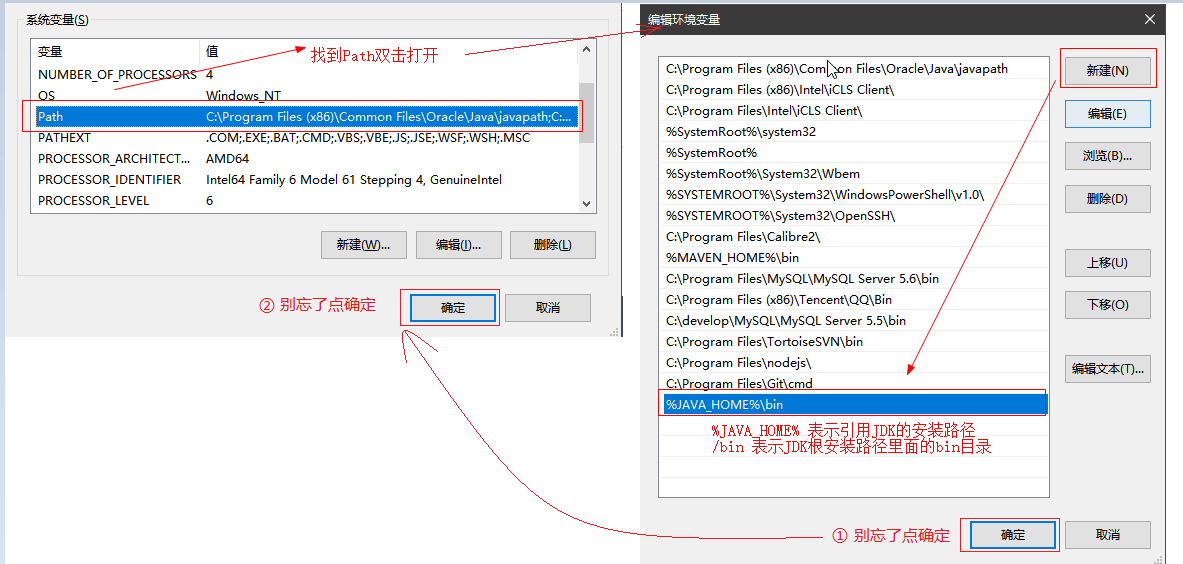 系统变量(S)
变量 值
NUMBER_OF_PROCESSORS 4
OS Windows_NT
Path C:\Program Files (x86)\Common Files\Oracle\Java\javapath;C:...
PATHEXT .COM;.EXE;.BAT;.CMD;.VBS;.VBE;.JS;.JSE;.WSF;.WSH;.MSC
PROCESSOR_ARCHITECT... AMD64
PROCESSOR_IDENTIFIER Intel64 Family 6 Model 61 Stepping 4, GenuineIntel
PROCESSOR_LEVEL 6
找到Path双击打开
新建(W)... 编辑(I)... 删除(L)
② 别忘了点确定
确定 取消
编辑环境变量
C:\Program Files (x86)\Common Files\Oracle\Java\javapath
C:\Program Files (x86)\Intel\iCLS Client\
C:\Program Files\Intel\iCLS Client\
%SystemRoot%\system32
%SystemRoot%
%SystemRoot%\System32\Wbem
%SYSTEMROOT%\System32\WindowsPowerShell\v1.0\
%SYSTEMROOT%\System32\OpenSSH\
C:\Program Files\Calibre2\
%MAVEN_HOME%\bin
C:\Program Files\MySQL\MySQL Server 5.6\bin
C:\Program Files (x86)\Tencent\QQ\Bin
C:\develop\MySQL\MySQL Server 5.5\bin
C:\Program Files\TortoiseSVN\bin
C:\Program Files\nodejs\
C:\Program Files\Git\cmd
%JAVA_HOME%\bin
%JAVA_HOME% 表示引用JDK的安装路径
/bin 表示JDK根安装路径里面的bin目录
新建(N)
编辑(E)
浏览(B)...
删除(D)
上移(U)
下移(O)
编辑文本(T)...
① 别忘了点确定
确定 取消